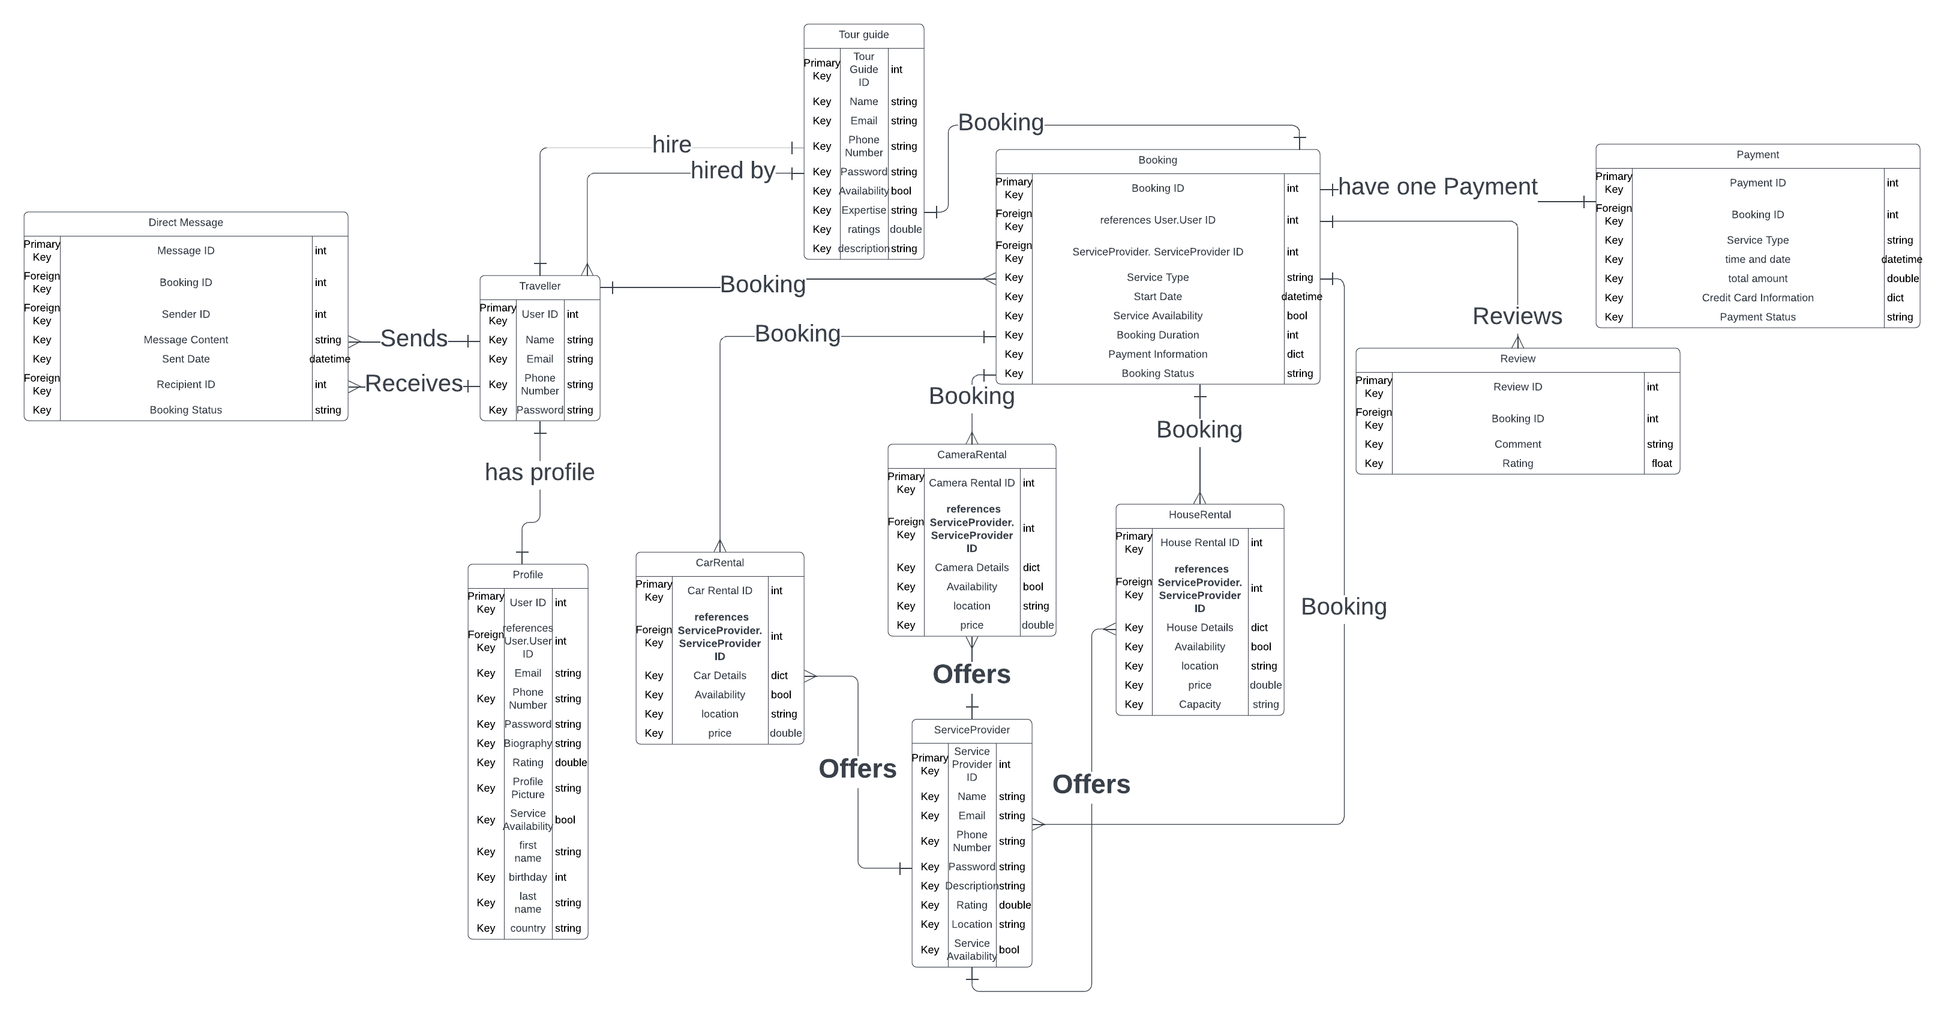 Tour guide
Primary Key Tour Guide ID int
Key Name string
Key Email string
Key Phone Number string
Key Password string
Key Availability bool
Key Expertise string
Key ratings double
Key description string
hire
hired by
Booking
Booking
Primary Key Booking ID int
Foreign Key references User.User ID int
Foreign Key ServiceProvider. ServiceProvider ID int
Key Service Type string
Key Start Date datetime
Key Service Availability bool
Key Booking Duration int
Key Payment Information dict
Key Booking Status string
have one Payment
Payment
Primary Key Payment ID int
Foreign Key Booking ID int
Key Service Type string
Key time and date datetime
Key total amount double
Key Credit Card Information dict
Key Payment Status string
Direct Message
Primary Key Message ID int
Foreign Key Booking ID int
Foreign Key Sender ID int
Key Message Content string
Key Sent Date datetime
Foreign Key Recipient ID int
Key Booking Status string
Sends
Receives
Traveller
Primary Key User ID int
Key Name string
Key Email string
Key Phone Number string
Key Password string
Booking
Booking
Booking
Booking
Reviews
Review
Primary Key Review ID int
Foreign Key Booking ID int
Key Comment string
Key Rating float
has profile
Profile
Primary Key User ID int
Foreign Key references User.User ID int
Key Email string
Key Phone Number string
Key Password string
Key Biography string
Key Rating double
Key Profile Picture string
Key Service Availability bool
Key first name string
Key birthday int
Key last name string
Key country string
CarRental
Primary Key Car Rental ID int
Foreign Key references ServiceProvider. ServiceProvider ID int
Key Car Details dict
Key Availability bool
Key location string
Key price double
CameraRental
Primary Key Camera Rental ID int
Foreign Key references ServiceProvider. ServiceProvider ID int
Key Camera Details dict
Key Availability bool
Key location string
Key price double
HouseRental
Primary Key House Rental ID int
Foreign Key references ServiceProvider. ServiceProvider ID int
Key House Details dict
Key Availability bool
Key location string
Key price double
Key Capacity string
Booking
Offers
Offers
Offers
ServiceProvider
Primary Key Service Provider ID int
Key Name string
Key Email string
Key Phone Number string
Key Password string
Key Description string
Key Rating double
Key Location string
Key Service Availability bool